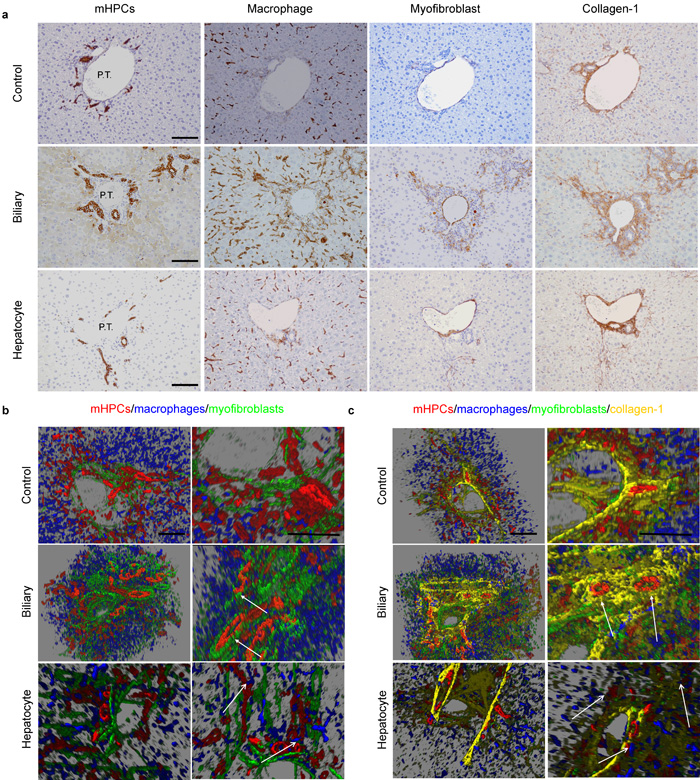 mHPCs Macrophage Myofibroblast Collagen-1
a
Control
P.T.
Biliary
P.T.
Hepatocyte
P.T.
b mHPCs/macrophages/myofibroblasts
Control
Biliary
Hepatocyte
c mHPCs/macrophages/myofibroblasts/collagen-1
Control
Biliary
Hepatocyte